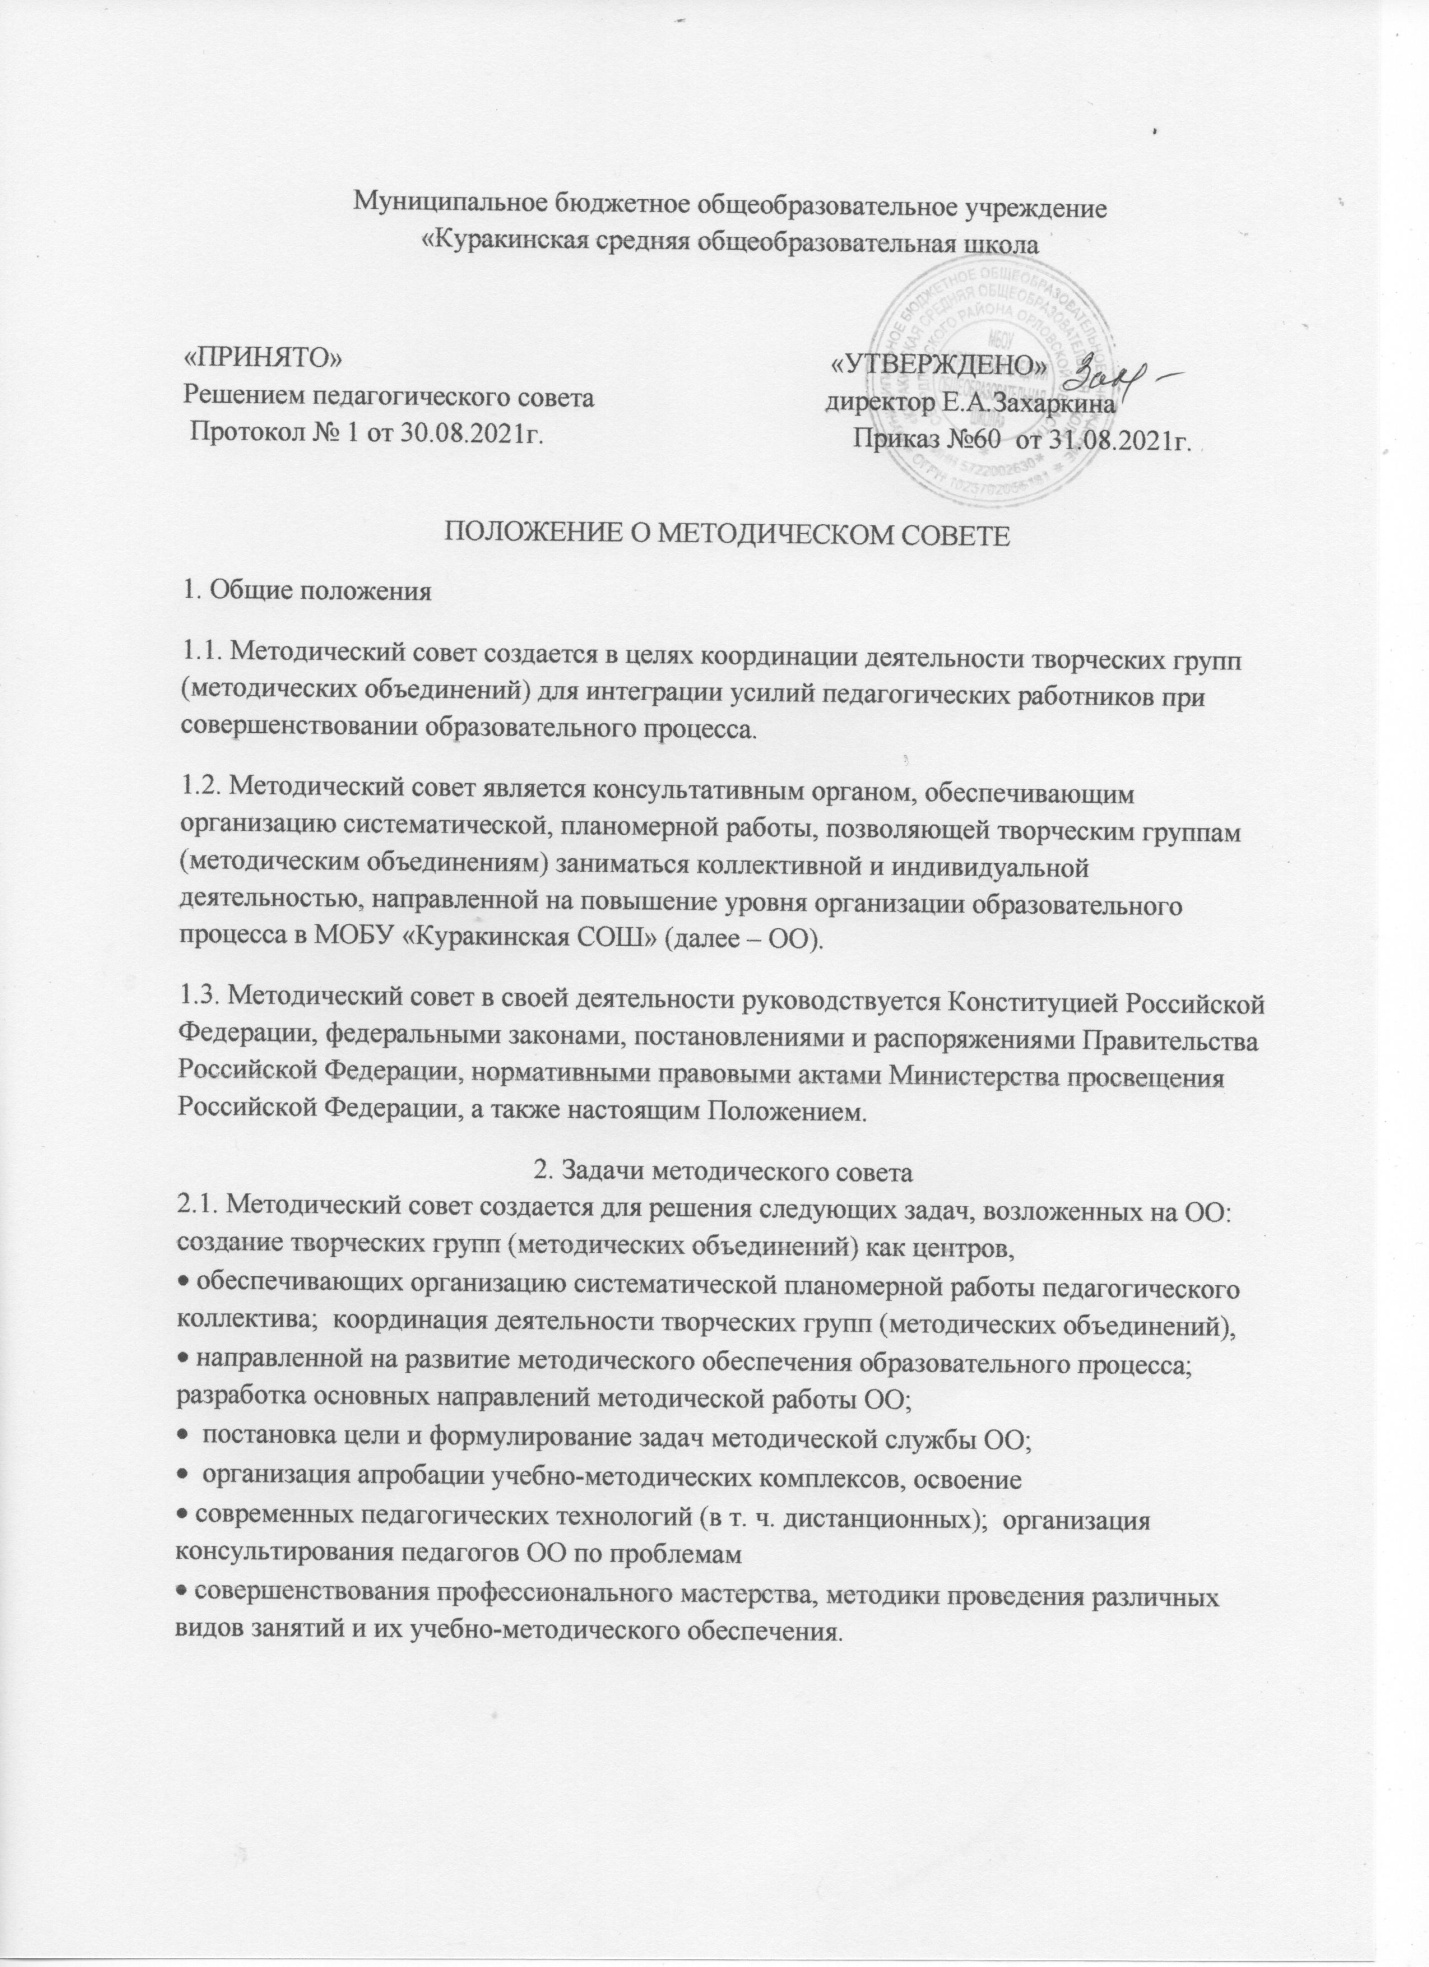 Муниципальное бюджетное общеобразовательное учреждение
«Куракинская средняя общеобразовательная школа
«ПРИНЯТО»
Решением педагогического совета
Протокол № 1 от 30.08.2021г.
«УТВЕРЖДЕНО»
директор Е.А.Захаркина
Приказ №60 от 31.08.2021г.
ПОЛОЖЕНИЕ О МЕТОДИЧЕСКОМ СОВЕТЕ
1. Общие положения
1.1. Методический совет создается в целях координации деятельности творческих групп
(методических объединений) для интеграции усилий педагогических работников при
совершенствовании образовательного процесса.
1.2. Методический совет является консультативным органом, обеспечивающим
организацию систематической, планомерной работы, позволяющей творческим группам
(методическим объединениям) заниматься коллективной и индивидуальной
деятельностью, направленной на повышение уровня организации образовательного
процесса в МОБУ «Куракинская СОШ» (далее – ОО).
1.3. Методический совет в своей деятельности руководствуется Конституцией Российской
Федерации, федеральными законами, постановлениями и распоряжениями Правительства
Российской Федерации, нормативными правовыми актами Министерства просвещения
Российской Федерации, а также настоящим Положением.
2. Задачи методического совета
2.1. Методический совет создается для решения следующих задач, возложенных на ОО:
создание творческих групп (методических объединений) как центров,
• обеспечивающих организацию систематической планомерной работы педагогического
коллектива; координация деятельности творческих групп (методических объединений),
• направленной на развитие методического обеспечения образовательного процесса;
разработка основных направлений методической работы ОО;
• постановка цели и формулирование задач методической службы ОО;
• организация апробации учебно-методических комплексов, освоение
• современных педагогических технологий (в т. ч. дистанционных); организация
консультирования педагогов ОО по проблемам
• совершенствования профессионального мастерства, методики проведения различных
видов занятий и их учебно-методического обеспечения.